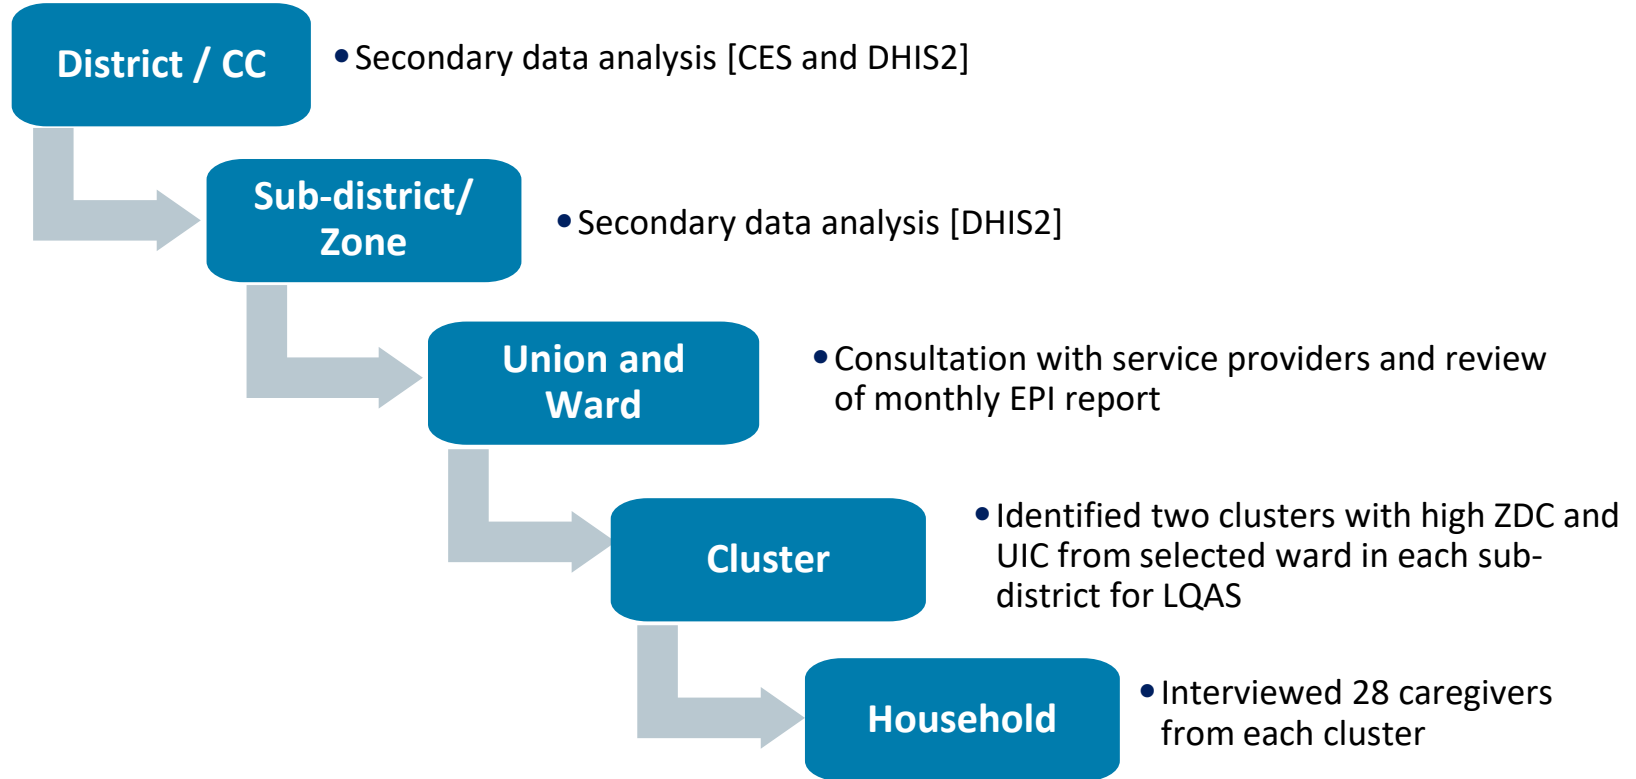 District / CC
• Secondary data analysis [CES and DHIS2]
Sub-district/
Zone
• Secondary data analysis [DHIS2]
Union and
Ward
• Consultation with service providers and review
of monthly EPI report
Cluster
• Identified two clusters with high ZDC and
UIC from selected ward in each sub-
district for LQAS
Household
• Interviewed 28 caregivers
from each cluster